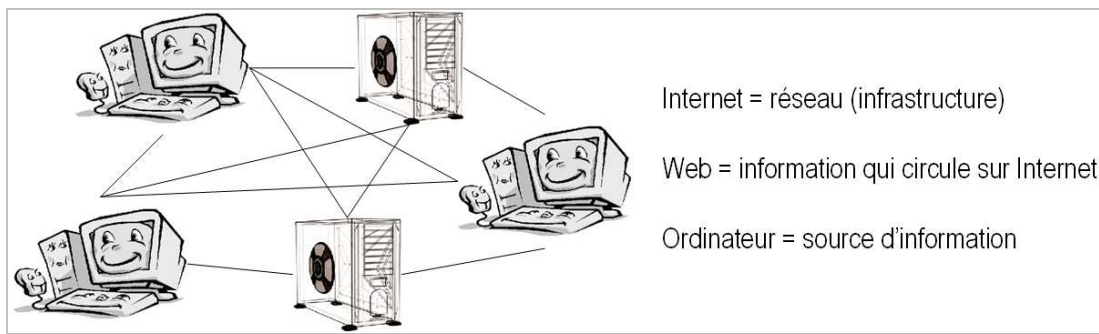 Internet = réseau (infrastructure)
Web = information qui circule sur Internet
Ordinateur = source d’information